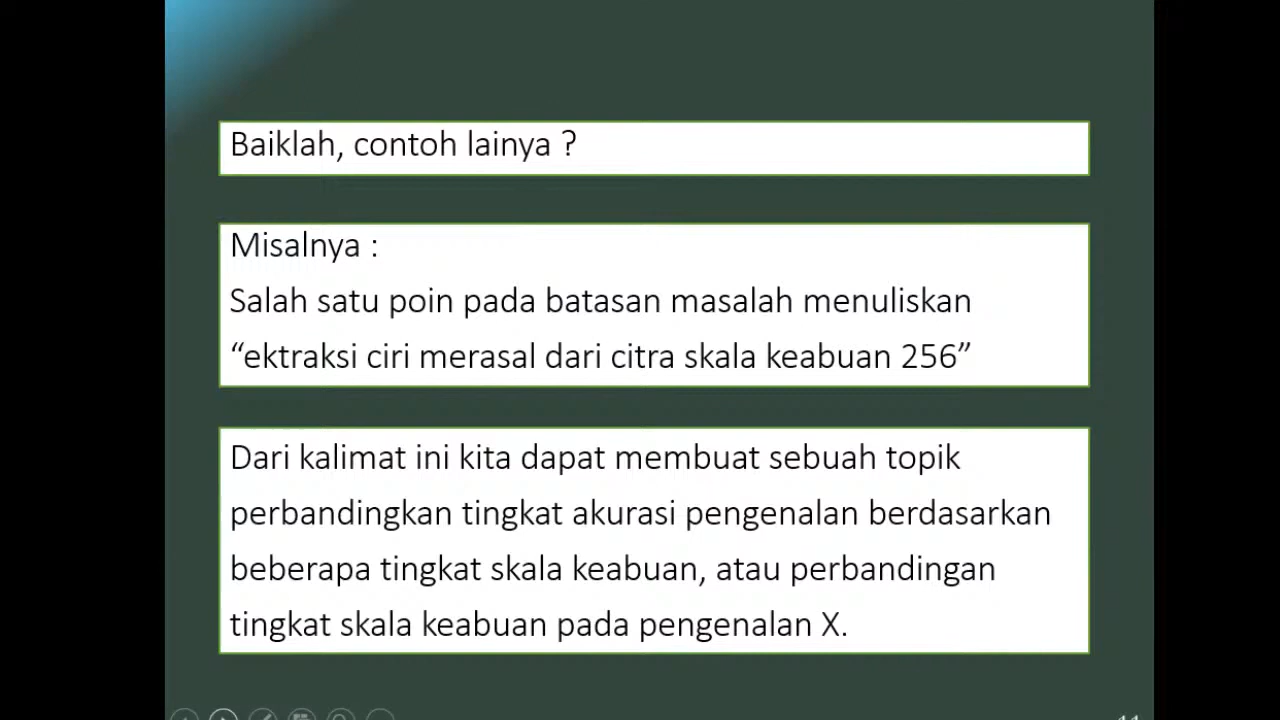 Baiklah, contoh lainya ?
Misalnya :
Salah satu poin pada batasan masalah menuliskan
“ektraksi ciri merasal dari citra skala keabuan 256”
Dari kalimat ini kita dapat membuat sebuah topik
perbandingkan tingkat akurasi pengenalan berdasarkan
beberapa tingkat skala keabuan, atau perbandingan
tingkat skala keabuan pada pengenalan X.